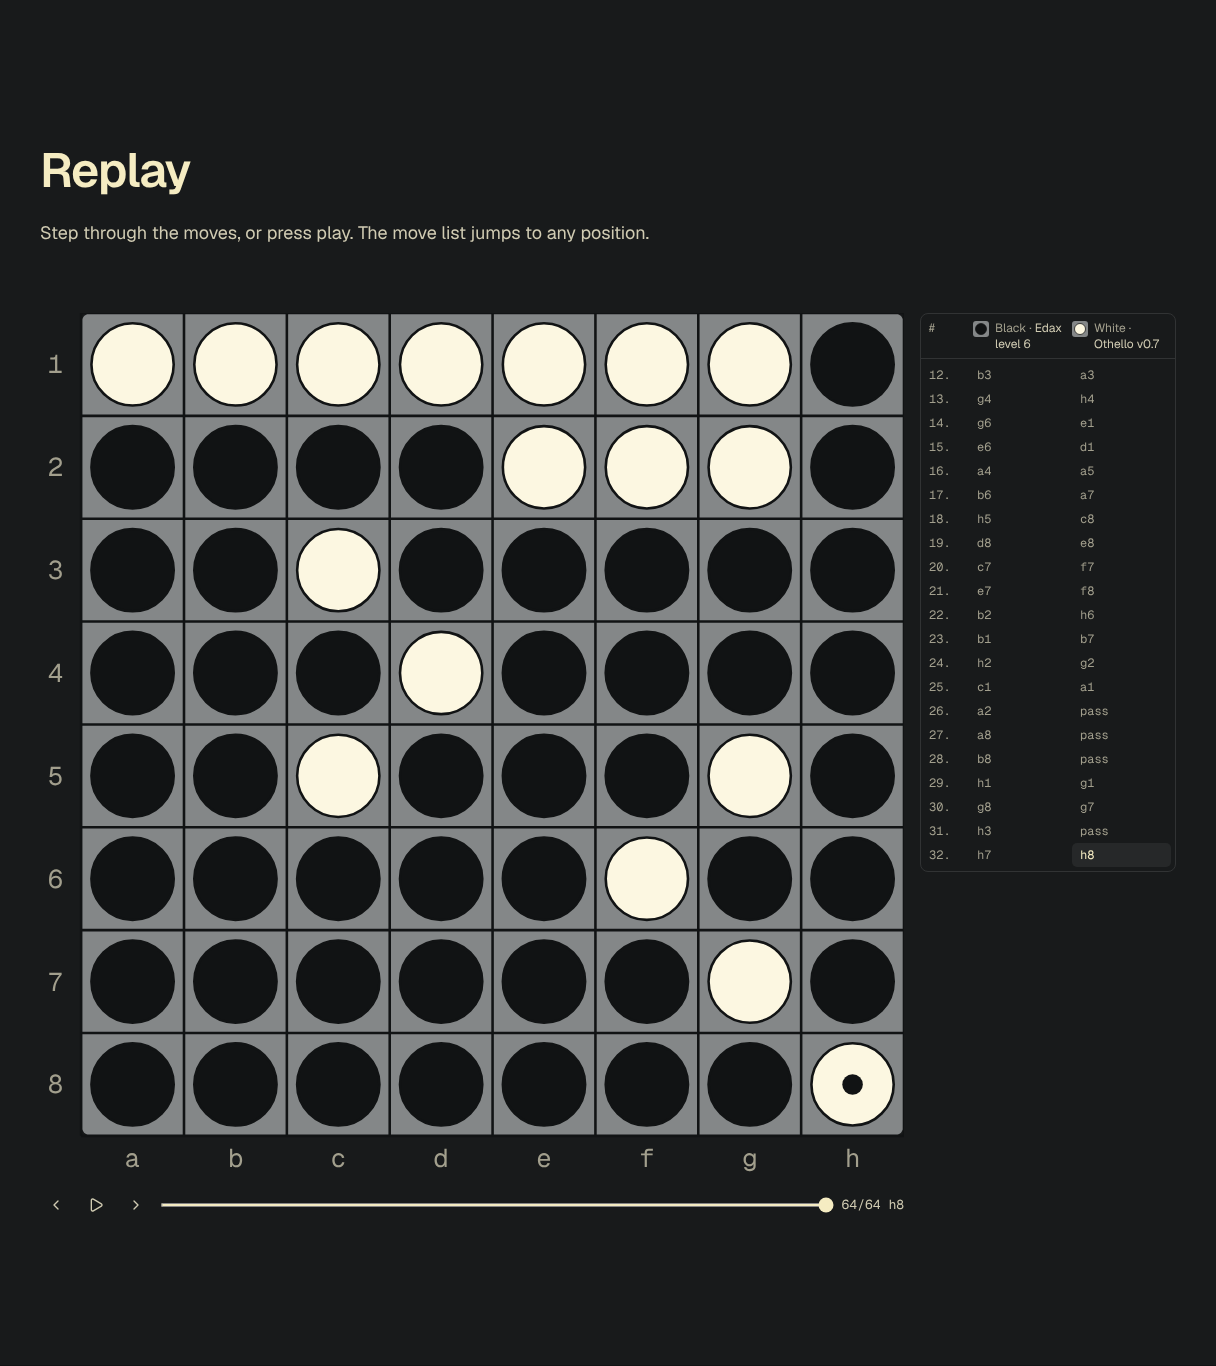 Replay
Step through the moves, or press play. The move list jumps to any position.
1
2
3
4
5
6
7
8
a b c d e f g h
64/64 h8
# Black · Edax level 6 White · Othello v0.7
12. b3 a3
13. g4 h4
14. g6 e1
15. e6 d1
16. a4 a5
17. b6 a7
18. h5 c8
19. d8 e8
20. c7 f7
21. e7 f8
22. b2 h6
23. b1 b7
24. h2 g2
25. c1 a1
26. a2 pass
27. a8 pass
28. b8 pass
29. h1 g1
30. g8 g7
31. h3 pass
32. h7 h8